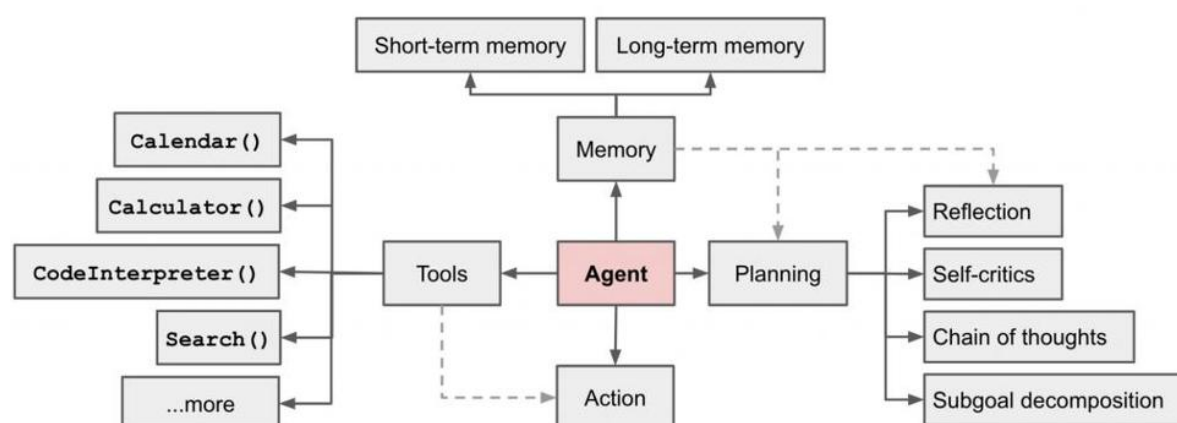 Short-term memory
Long-term memory
Calendar()
Memory
Calculator()
Reflection
CodeInterpreter()
Tools
Agent
Planning
Self-critics
Search()
Chain of thoughts
...more
Action
Subgoal decomposition